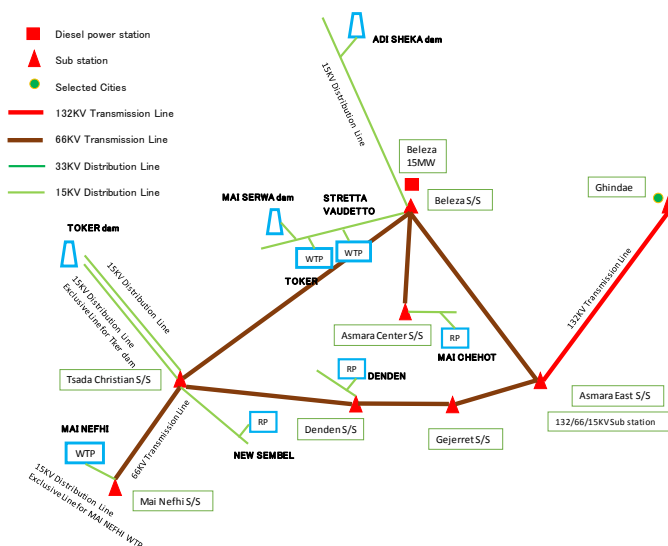 Diesel power station
Sub station
Selected Cities
132KV Transmission Line
66KV Transmission Line
33KV Distribution Line
15KV Distribution Line
ADI SHEKA dam
15KV Distribution Line
Beleza
15MW
Beleza S/S
Ghindae
MAI SERWA dam
STRETTA
VAUDETTO
WTP
WTP
TOKER
TOKER dam
15KV Distribution Line
15KV Distribution Line
Exclusive Line for Tker dam
132KV Transmission Line
Asmara Center S/S
RP
MAI CHEHOT
Tsada Christian S/S
RP
DENDEN
Asmara East S/S
132/66/15KV Sub station
Denden S/S
Gejerret S/S
RP
NEW SEMBEL
66KV Transmission Line
MAI NEFHI
WTP
15KV Distribution Line
Exclusive Line for MAI NEFHI WTP
Mai Nefhi S/S